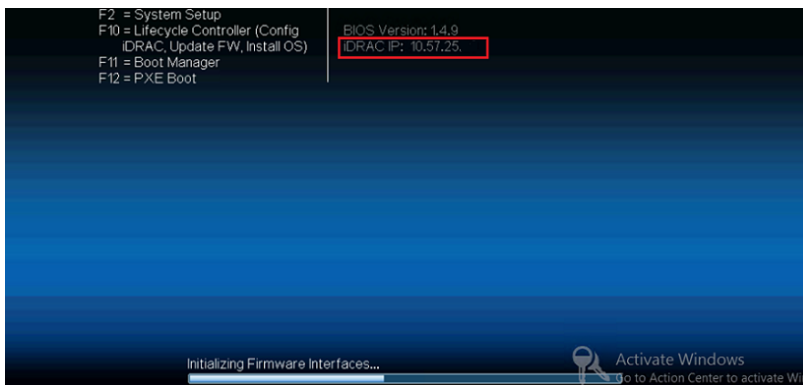 F2 = System Setup
F10 = Lifecycle Controller (Config
iDRAC, Update FW, Install OS)
F11 = Boot Manager
F12 = PXE Boot
BIOS Version: 1.4.9
iDRAC IP: 10.57.25.
Initializing Firmware Interfaces...
Activate Windows
Go to Action Center to activate Wi